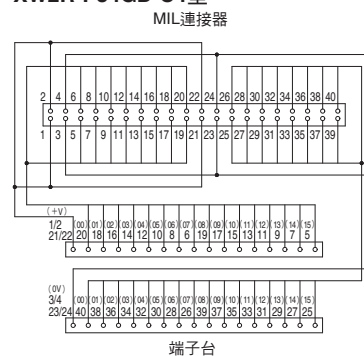 MIL連接器
2 4 6 8 10 12 14 16 18 20 22 24 26 28 30 32 34 36 38 40
1 3 5 7 9 11 13 15 17 19 21 23 25 27 29 31 33 35 37 39
(+V)
1/2 (00) (01) (02) (03) (04) (05) (06) (07) (08) (09) (10) (11) (12) (13) (14) (15)
21/22 20 18 16 14 12 10 8 6 19 17 15 13 11 9 7 5
(0V)
3/4 (00) (01) (02) (03) (04) (05) (06) (07) (08) (09) (10) (11) (12) (13) (14) (15)
23/24 40 38 36 34 32 30 28 26 39 37 35 33 31 29 27 25
端子台